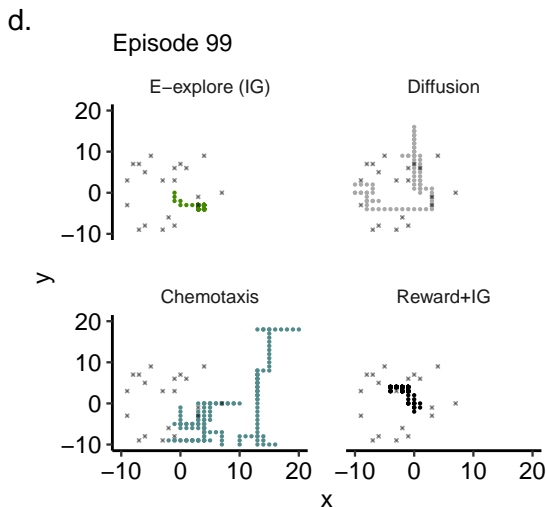 d.
Episode 99
E−explore (IG)
Diffusion
20
10
0
−10
y
Chemotaxis
Reward+IG
20
10
0
−10
−10 0 10 20 −10 0 10 20
x